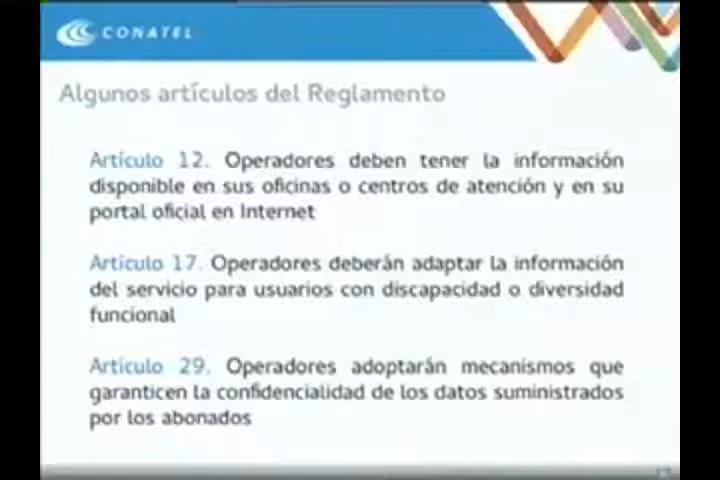 CONATEL
Algunos artículos del Reglamento
Artículo 12. Operadores deben tener la información
disponible en sus oficinas o centros de atención y en su
portal oficial en Internet
Artículo 17. Operadores deberán adaptar la información
del servicio para usuarios con discapacidad o diversidad
funcional
Artículo 29. Operadores adoptarán mecanismos que
garanticen la confidencialidad de los datos suministrados
por los abonados